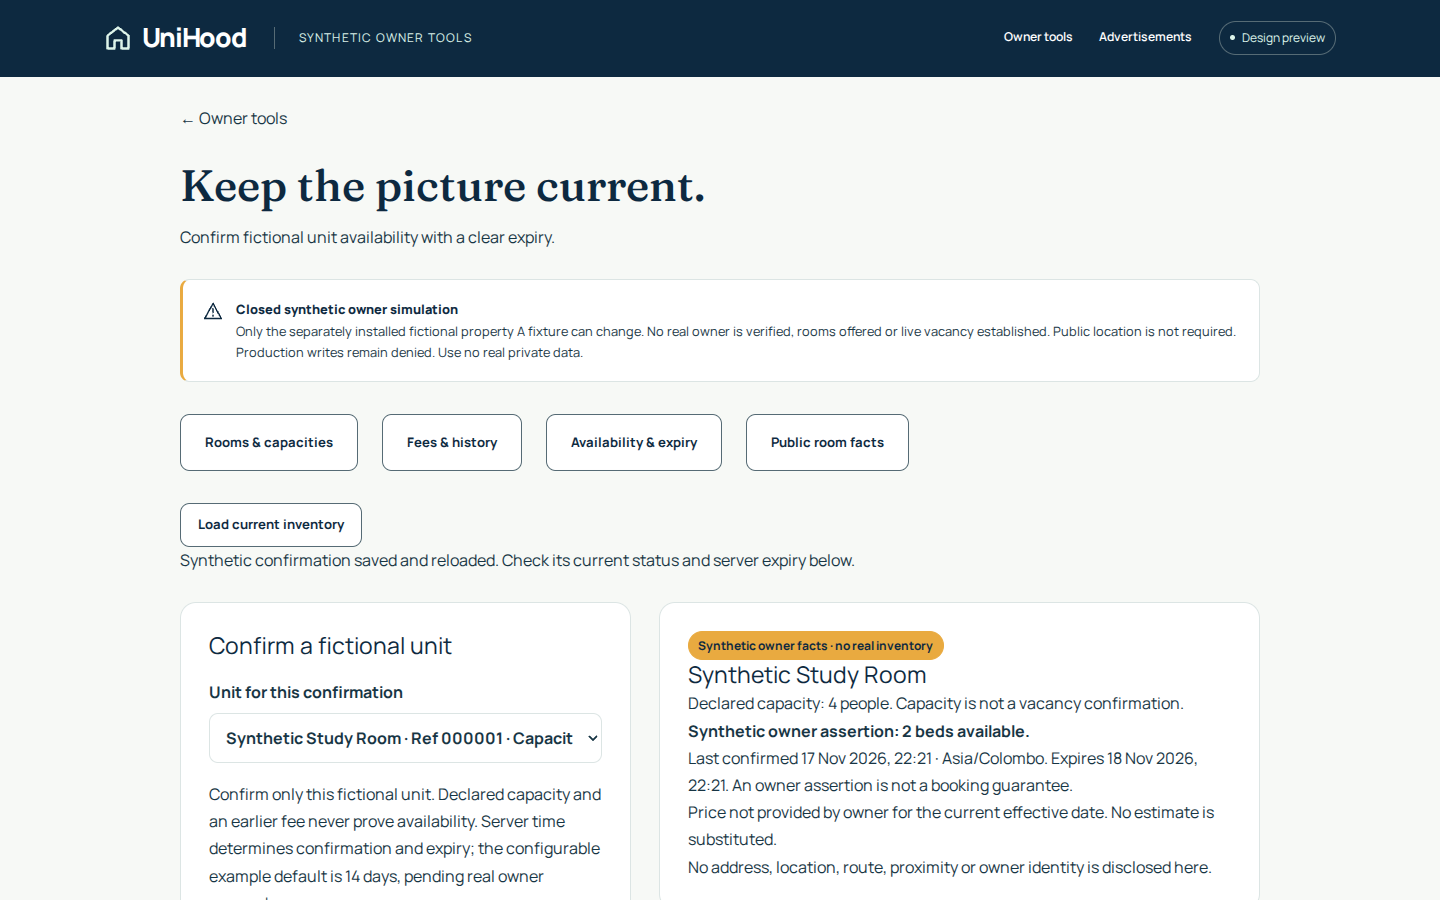 UniHood
SYNTHETIC OWNER TOOLS
Owner tools
Advertisements
Design preview
← Owner tools
Keep the picture current.
Confirm fictional unit availability with a clear expiry.
Closed synthetic owner simulation
Only the separately installed fictional property A fixture can change. No real owner is verified, rooms offered or live vacancy established. Public location is not required.
Production writes remain denied. Use no real private data.
Rooms & capacities
Fees & history
Availability & expiry
Public room facts
Load current inventory
Synthetic confirmation saved and reloaded. Check its current status and server expiry below.
Confirm a fictional unit
Unit for this confirmation
Synthetic Study Room · Ref 000001 · Capacit
Confirm only this fictional unit. Declared capacity and
an earlier fee never prove availability. Server time
determines confirmation and expiry; the configurable
example default is 14 days, pending real owner
Synthetic owner facts · no real inventory
Synthetic Study Room
Declared capacity: 4 people. Capacity is not a vacancy confirmation.
Synthetic owner assertion: 2 beds available.
Last confirmed 17 Nov 2026, 22:21 · Asia/Colombo. Expires 18 Nov 2026,
22:21. An owner assertion is not a booking guarantee.
Price not provided by owner for the current effective date. No estimate is
substituted.
No address, location, route, proximity or owner identity is disclosed here.